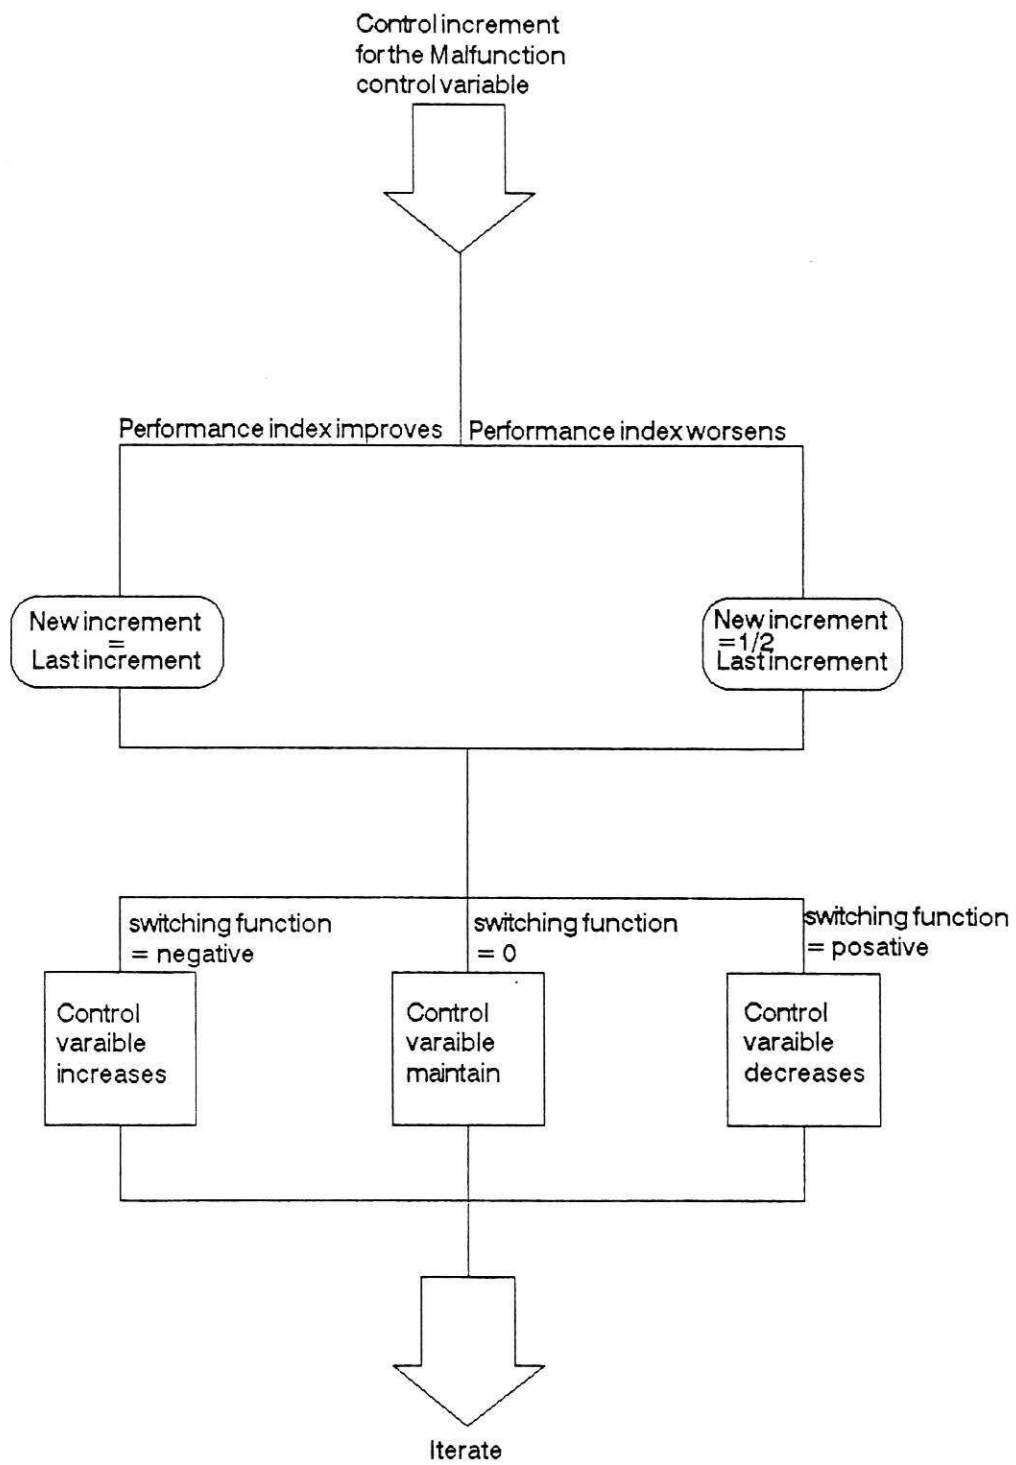 Control increment
for the Malfunction
control variable
Performance index improves
Performance index worsens
New increment
=
Last increment
New increment
=1/2
Last increment
switching function
= negative
switching function
= 0
switching function
= posative
Control
varaible
increases
Control
varaible
maintain
Control
varaible
decreases
Iterate